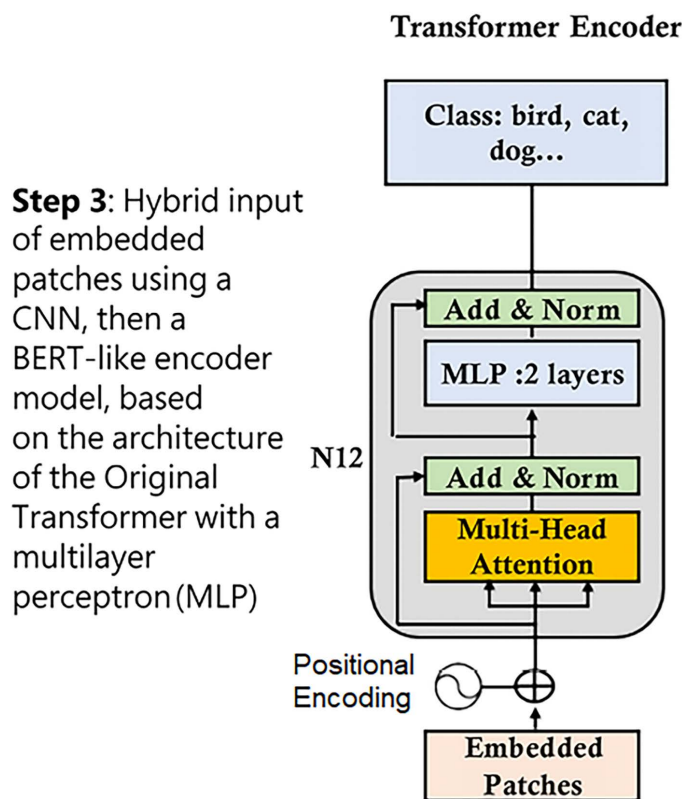 Transformer Encoder
Class: bird, cat,
dog...
Step 3: Hybrid input
of embedded
patches using a
CNN, then a
BERT-like encoder
model, based
on the architecture
of the Original
Transformer with a
multilayer
perceptron (MLP)
Add & Norm
MLP :2 layers
N12
Add & Norm
Multi-Head
Attention
Positional
Encoding
Embedded
Patches